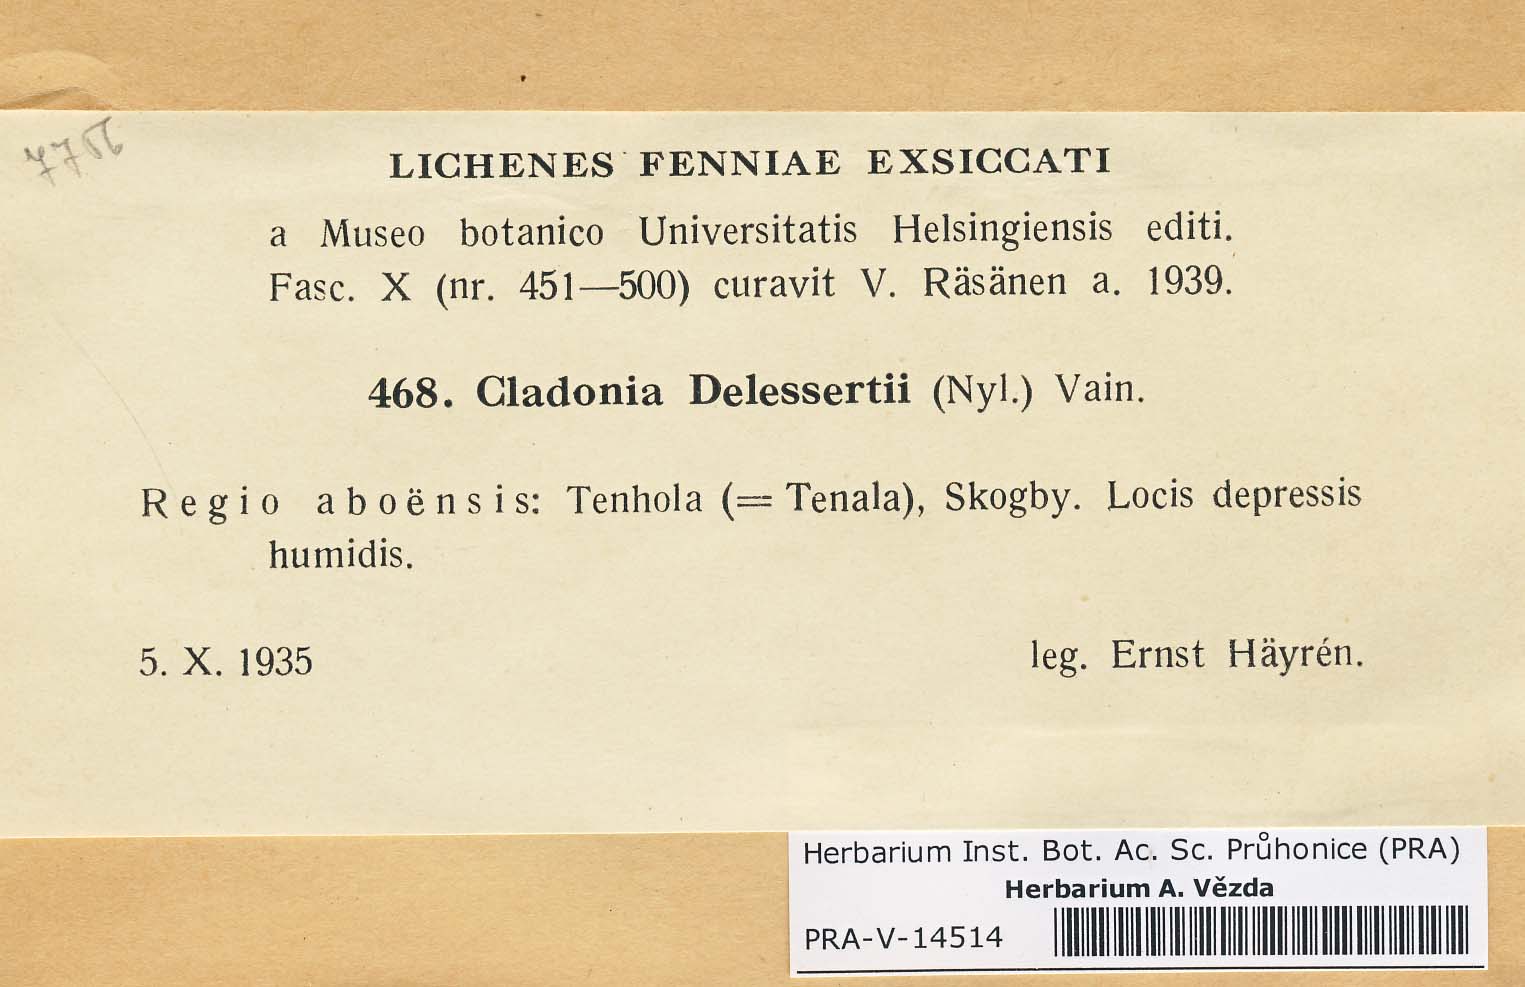 LICHENES FENNIAE EXSICCATI
a Museo botanico Universitatis Helsingiensis editi.
Fasc. X (nr. 451—500) curavit V. Räsänen a. 1939.
468. Cladonia Delessertii (Nyl.) Vain.
Regio aboënsis: Tenhola (= Tenala), Skogby. Locis depressis
humidis.
5. X. 1935 leg. Ernst Häyrén.
Herbarium Inst. Bot. Ac. Sc. Průhonice (PRA)
Herbarium A. Vězda
PRA-V-14514